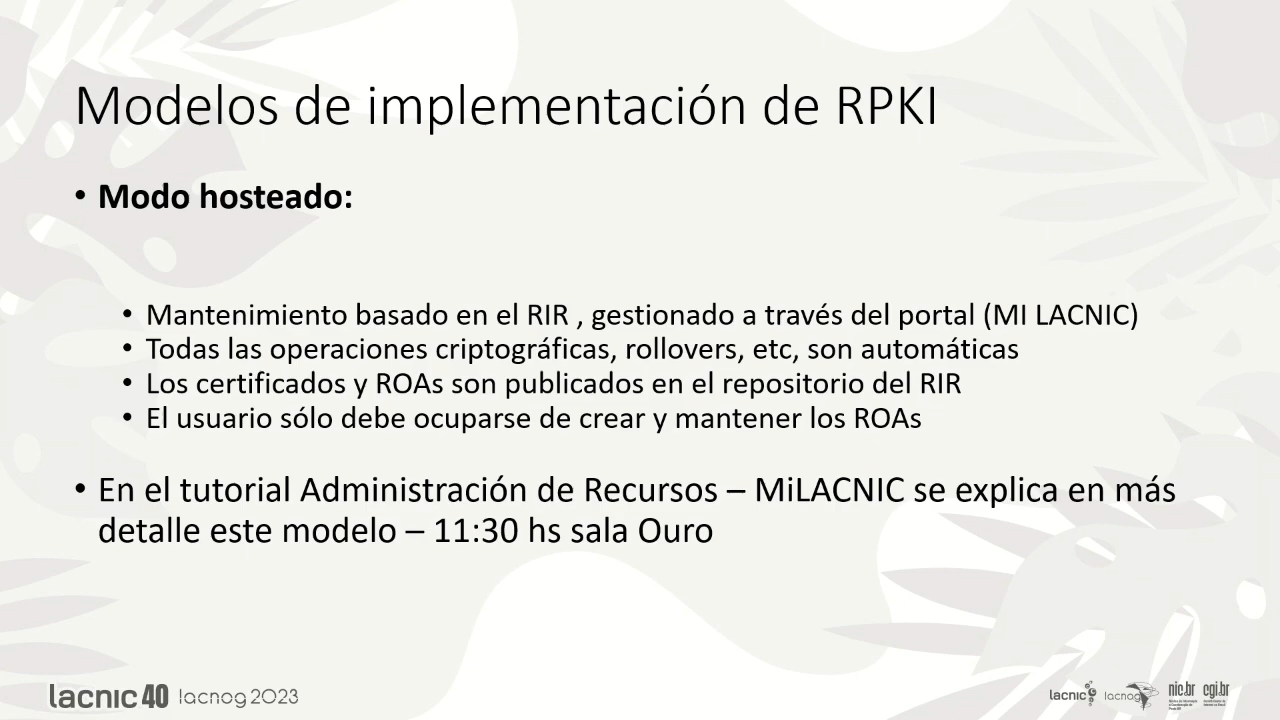 Modelos de implementación de RPKI
• Modo hosteado:
• Mantenimiento basado en el RIR , gestionado a través del portal (MI LACNIC)
• Todas las operaciones criptográficas, rollovers, etc, son automáticas
• Los certificados y ROAs son publicados en el repositorio del RIR
• El usuario sólo debe ocuparse de crear y mantener los ROAs
• En el tutorial Administración de Recursos – MiLACNIC se explica en más
detalle este modelo – 11:30 hs sala Ouro
lacnic 40 lacnog 2023
lacnic lacnog nic.br cgi.br